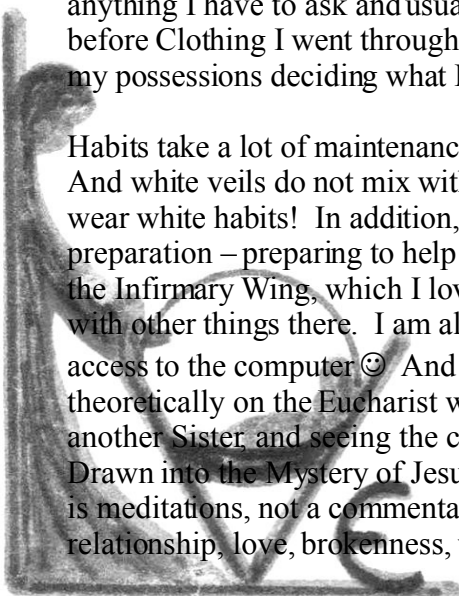 anything I have to ask and usua
before Clothing I went through
my possessions deciding what I
Habits take a lot of maintenanc
And white veils do not mix wit
wear white habits! In addition,
preparation – preparing to help
the Infirmary Wing, which I lov
with other things there. I am al
access to the computer ☺ And
theoretically on the Eucharist w
another Sister, and seeing the c
Drawn into the Mystery of Jesu
is meditations, not a commenta
relationship, love, brokenness,